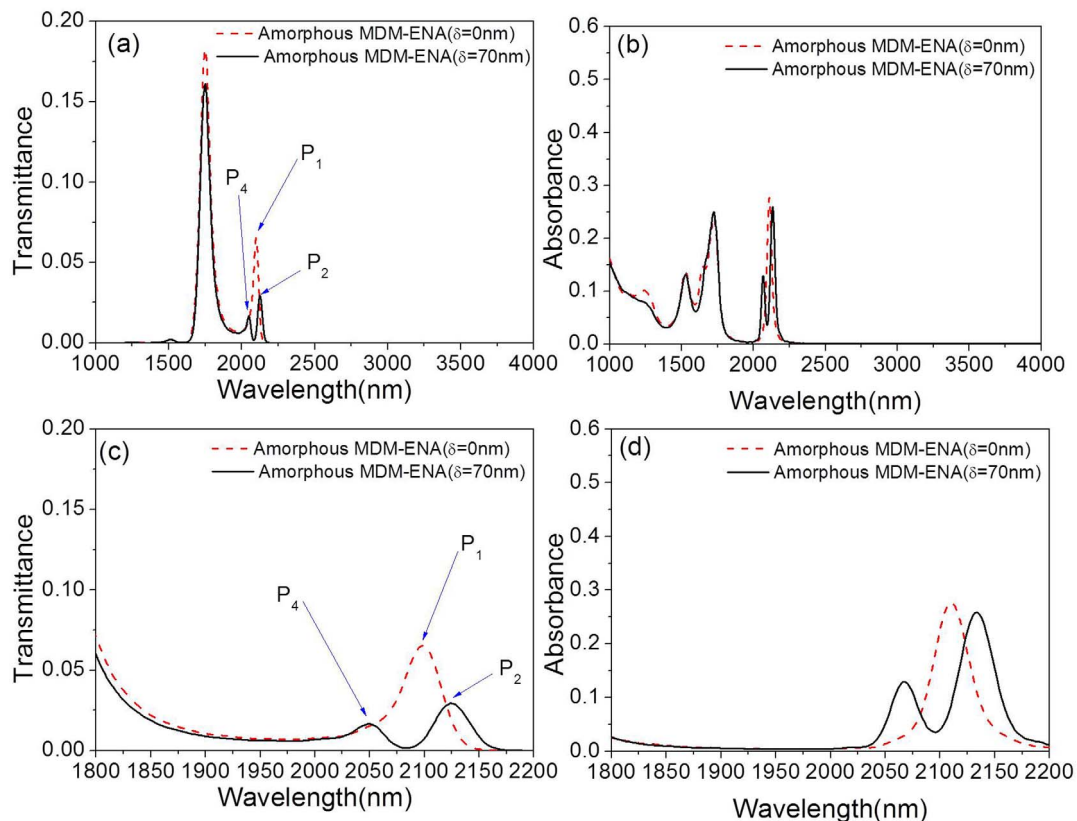 (a)
Amorphous MDM-ENA(δ=0nm)
Amorphous MDM-ENA(δ=70nm)
P4
P1
P2
Transmittance
0.20
0.15
0.10
0.05
0.00
1000 1500 2000 2500 3000 3500 4000
Wavelength(nm)
(b)
Amorphous MDM-ENA(δ=0nm)
Amorphous MDM-ENA(δ=70nm)
Absorbance
0.6
0.5
0.4
0.3
0.2
0.1
0.0
1000 1500 2000 2500 3000 3500 4000
Wavelength(nm)
(c)
Amorphous MDM-ENA(δ=0nm)
Amorphous MDM-ENA(δ=70nm)
P1
P4
P2
Transmittance
0.20
0.15
0.10
0.05
0.00
1800 1850 1900 1950 2000 2050 2100 2150 2200
Wavelength(nm)
(d)
Amorphous MDM-ENA(δ=0nm)
Amorphous MDM-ENA(δ=70nm)
Absorbance
0.6
0.5
0.4
0.3
0.2
0.1
0.0
1800 1850 1900 1950 2000 2050 2100 2150 2200
Wavelength(nm)